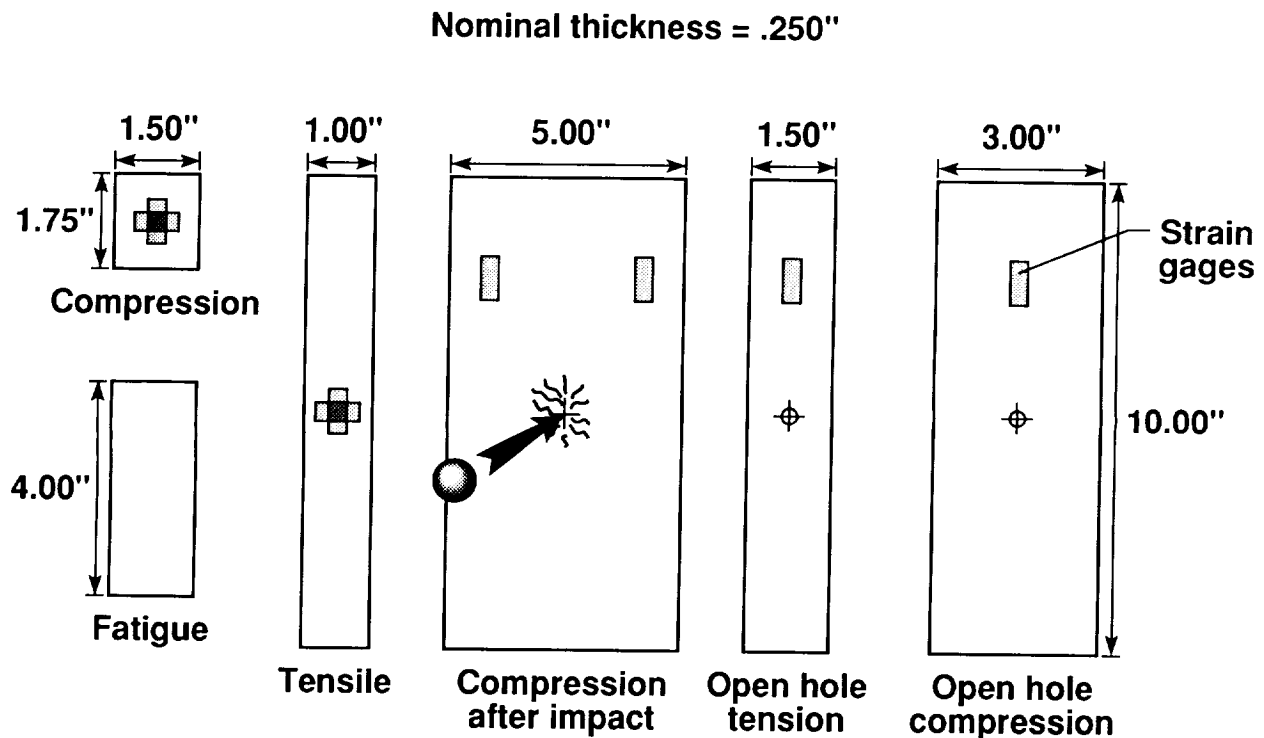 Nominal thickness = .250"
1.50"
1.00"
5.00"
1.50"
3.00"
1.75"
Strain
gages
Compression
10.00"
4.00"
Fatigue
Tensile
Compression
after impact
Open hole
tension
Open hole
compression